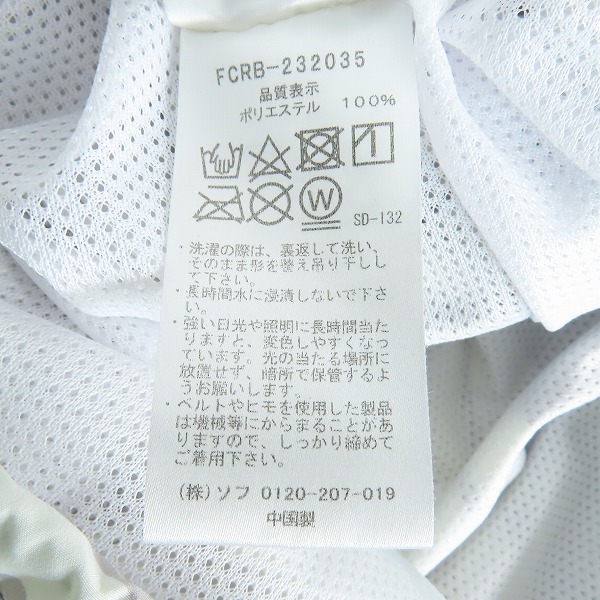 FCRB-232035
品質表示
ポリエステル 100%
W
SD-132
・洗濯の際は、裏返して洗い、
そのまま形を整え吊り干しし
て下さい。
・長時間水に浸漬しないで下さ
い。
・強い日光や照明に長時間当た
りますと、変色しやすくなっ
ています。光の当たる場所に
放置せず、暗所で保管するよ
うお願いします。
・ベルトやヒモを使用した製品
は機械等にからまることがあ
りますので、しっかり締めて
ご着用下さい。
(株)ソフ 0120-207-019
中国製